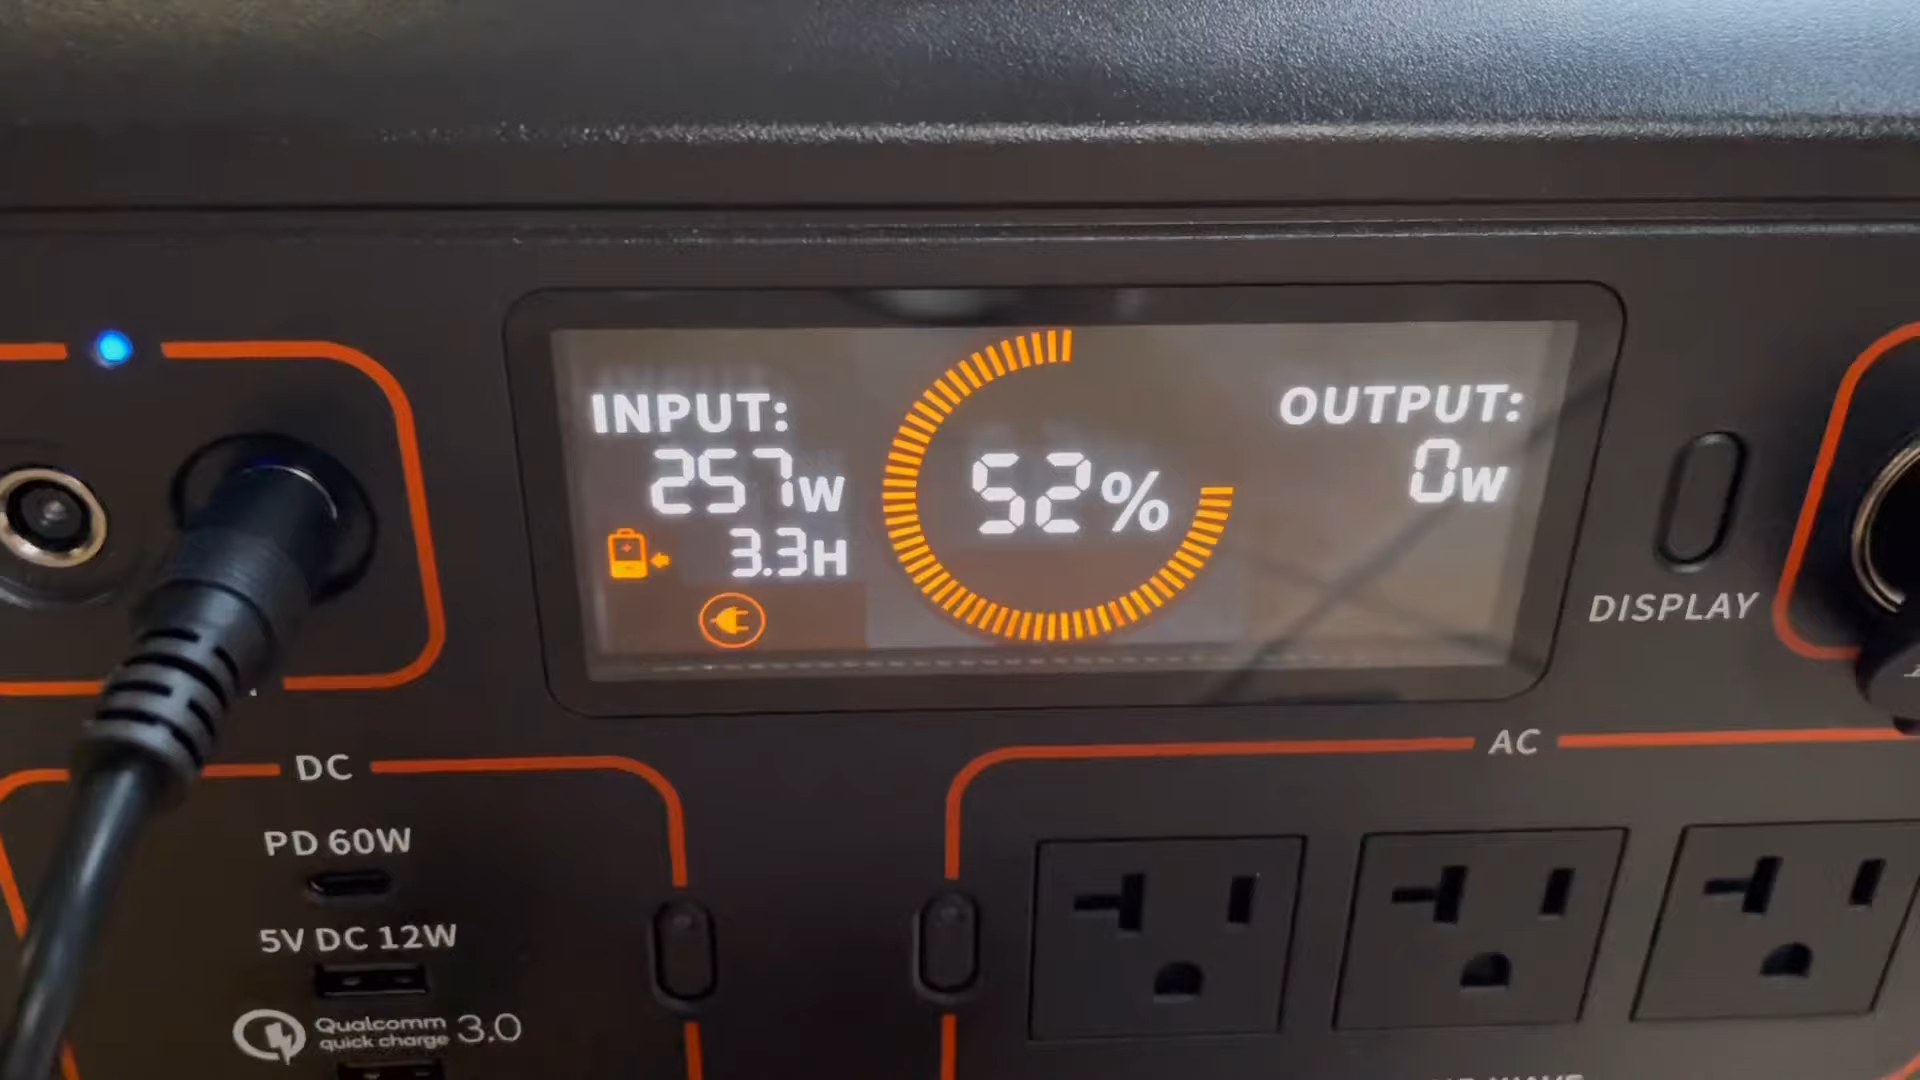 INPUT:
257W
3.3H
52%
OUTPUT:
0W
DISPLAY
DC
PD 60W
5V DC 12W
Qualcomm
quick charge 3.0
AC